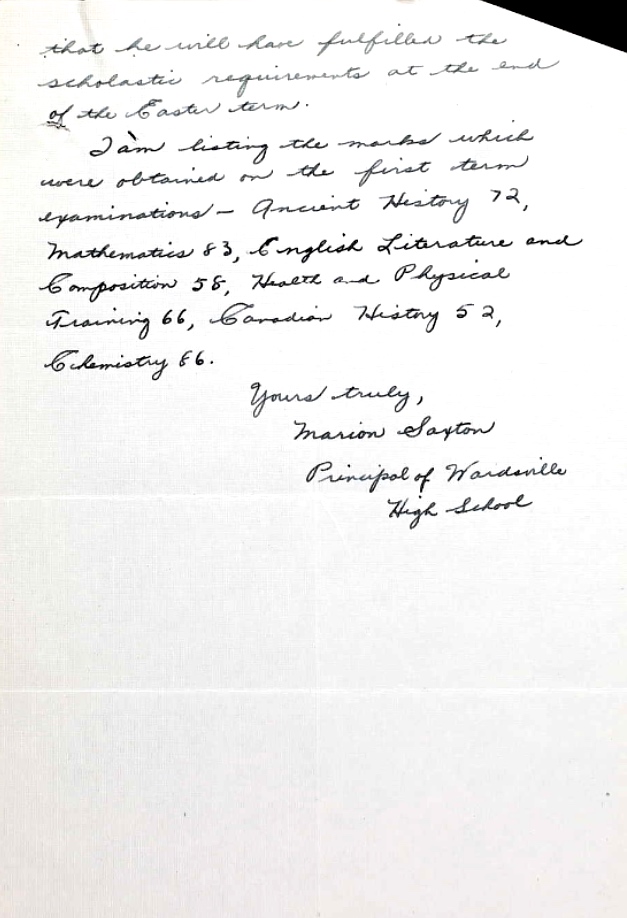 that he will have fulfilled the
scholastic requirements at the end
of the Easter term.
I am listing the marks which
were obtained on the first term
examinations - Ancient History 72,
Mathematics 83, English Literature and
Composition 58, Health and Physical
Training 66, Canadian History 52,
Chemistry 86.
Yours truly,
Marion Saxton
Principal of Wardsville
High School